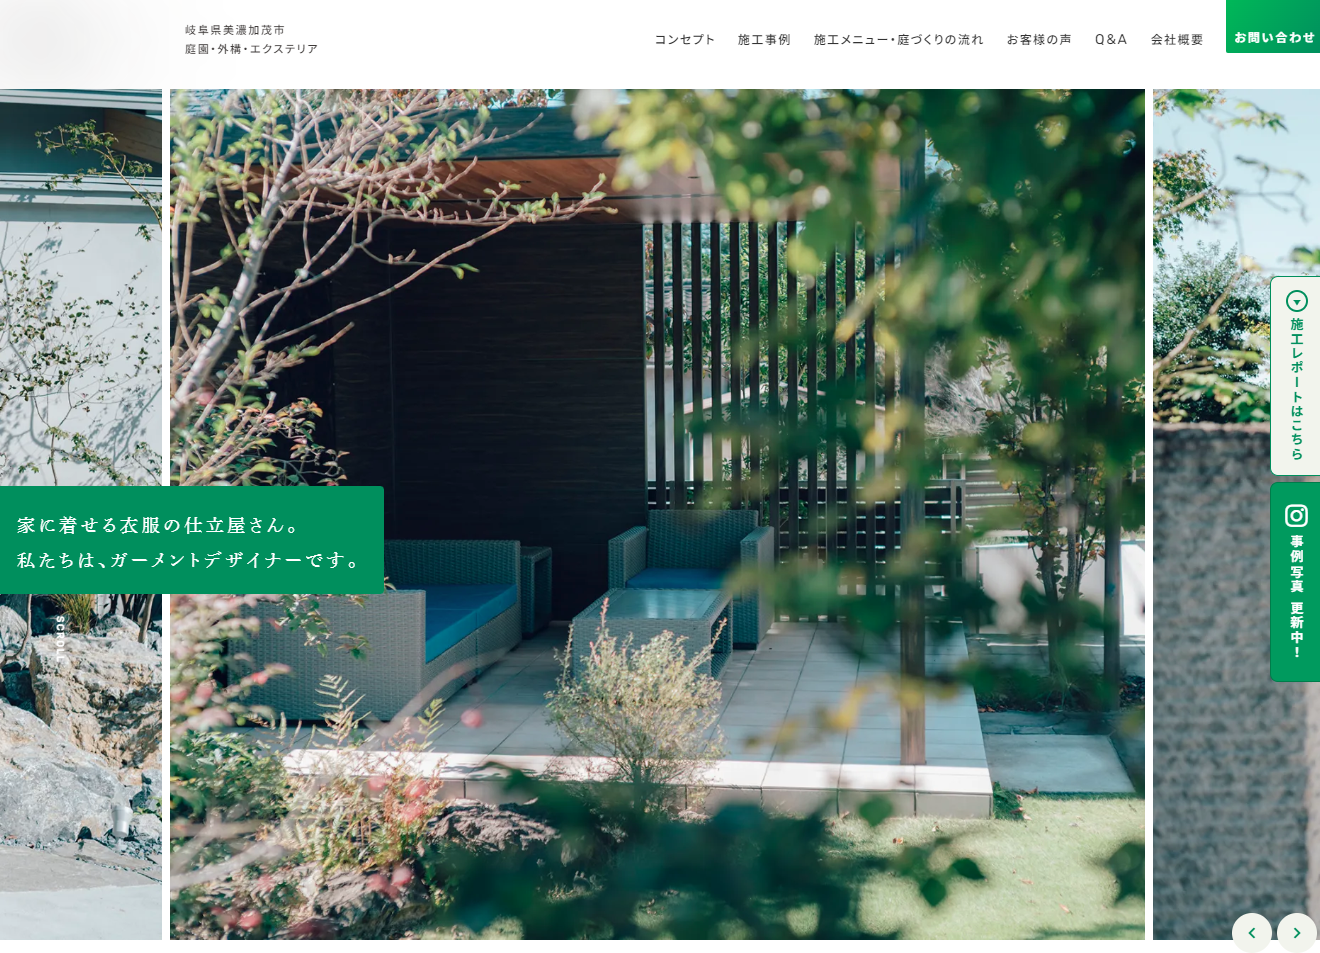 岐阜県美濃加茂市
庭園・外構・エクステリア
コンセプト 施工事例 施工メニュー・庭づくりの流れ お客様の声 Q&A 会社概要 お問い合わせ
施工レポートはこちら
家に着せる衣服の仕立屋さん。
私たちは、ガーメントデザイナーです。
事例写真 更新中！
SCROLL